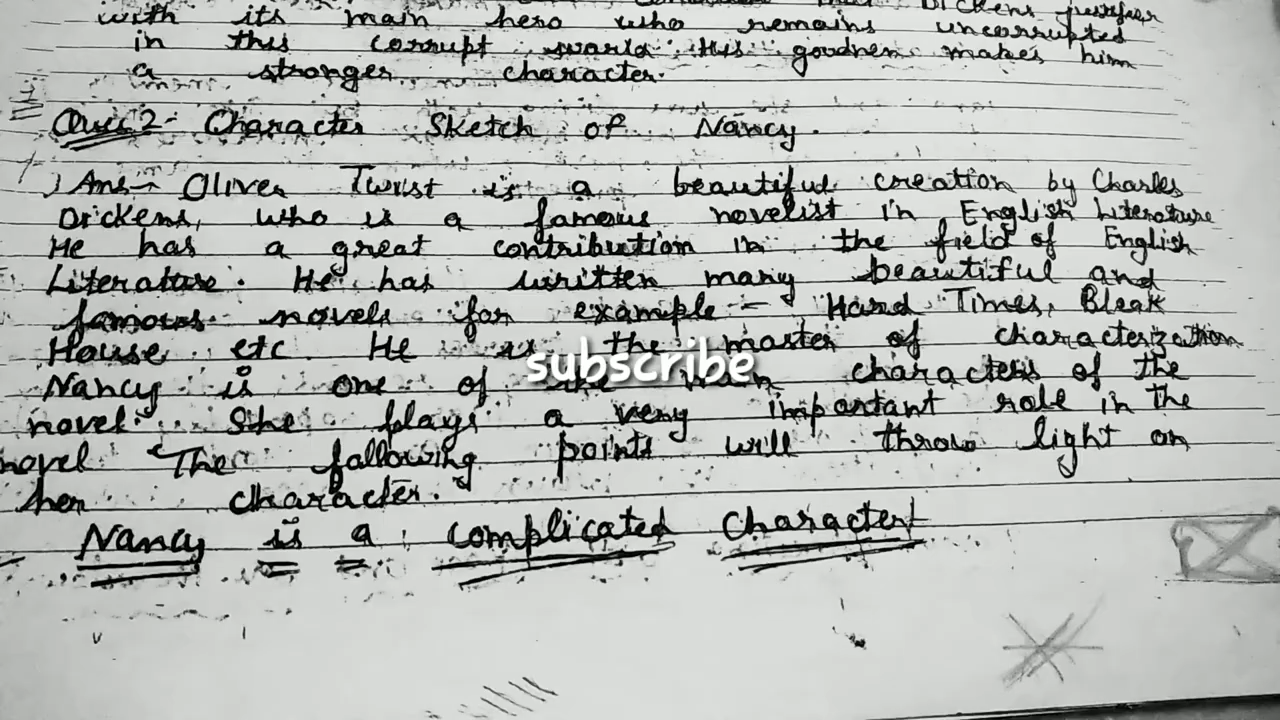 Dickens
with its main hero who remains uncorrupted
in this corrupt world. His goodness makes him
a stronger character.
Ques 2- Character Sketch of Nancy.
Ans- Oliver Twist is a beautiful creation by Charles
Dickens, who is a famous novelist in English Literature
He has a great contribution in the field of English
Literature. He has written many beautiful and
famous novels for example - Hard Times, Bleak
House, etc. He is the master of characterization
subscribe
Nancy is one of the main characters of the
novel. She plays a very important role in the
novel The following points will throw light on
her character.
Nancy is a complicated character